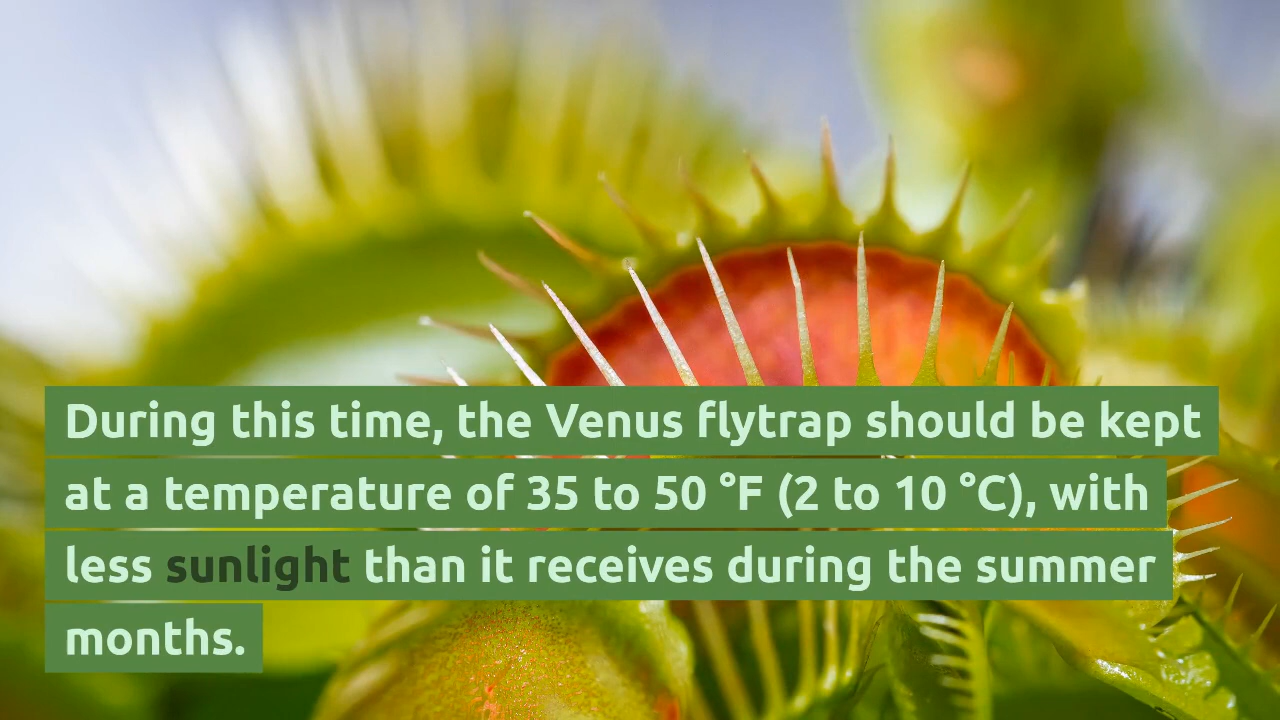 During this time, the Venus flytrap should be kept
at a temperature of 35 to 50 °F (2 to 10 °C), with
less sunlight than it receives during the summer
months.